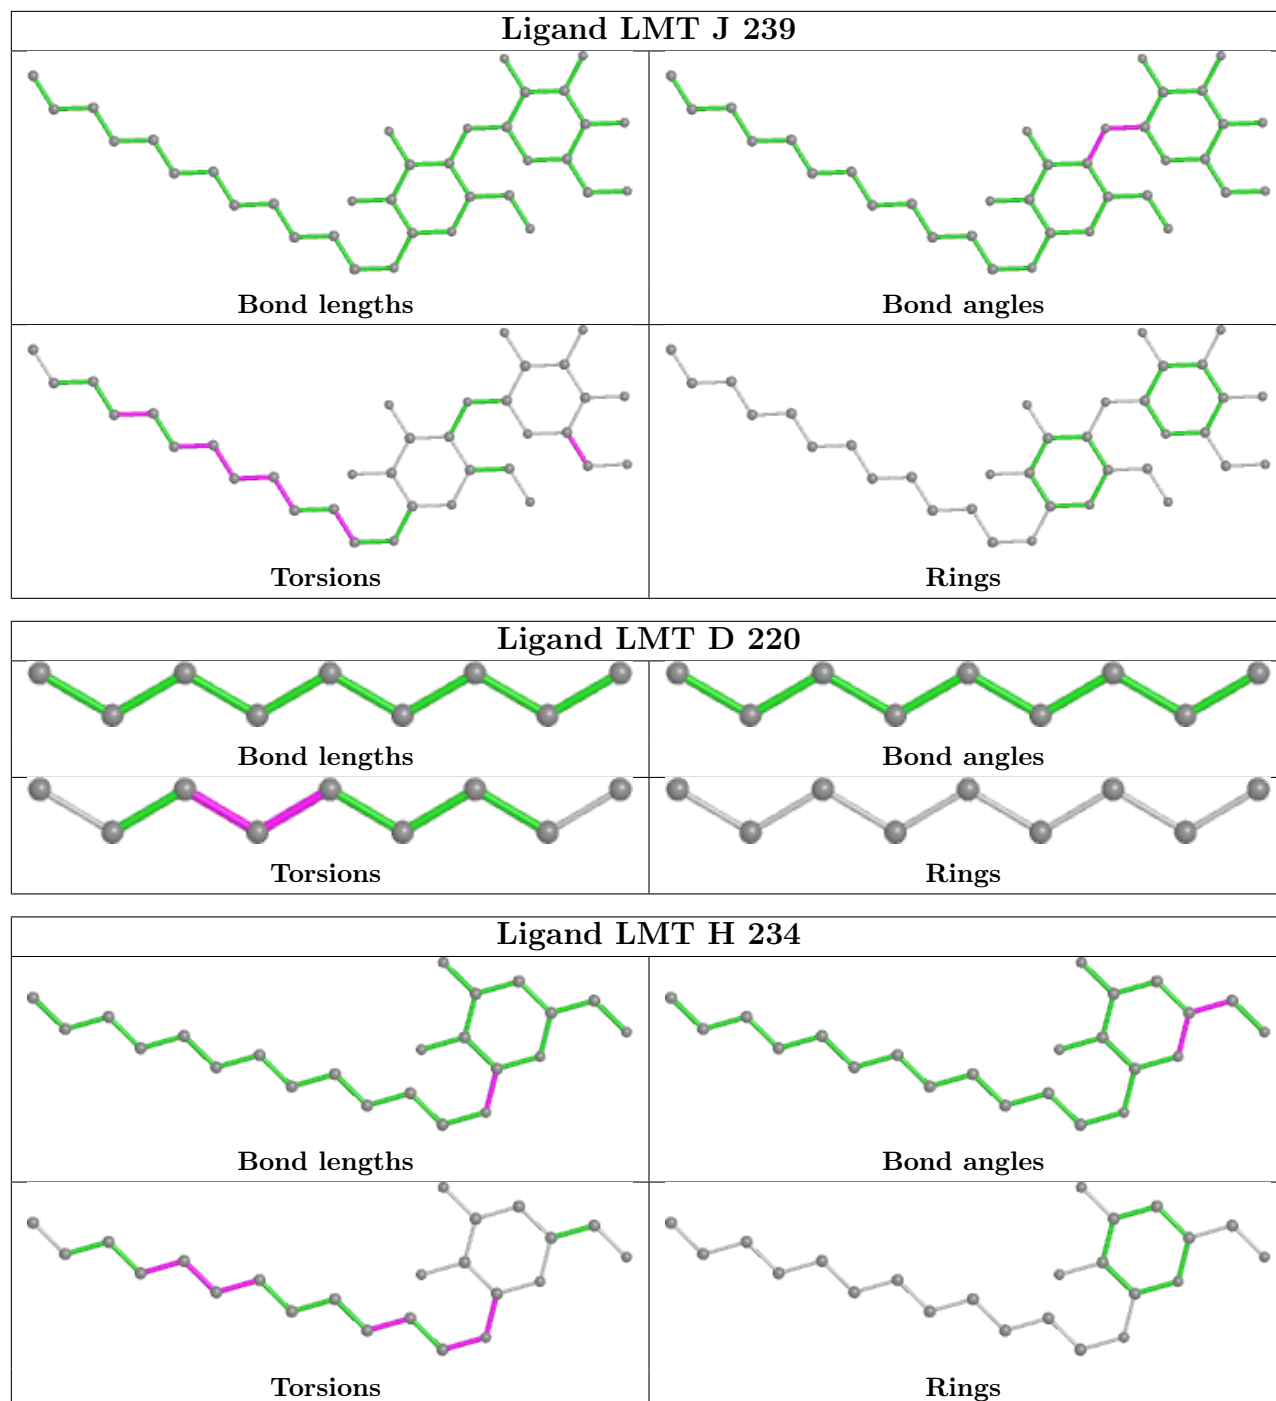 Ligand LMT J 239
Bond lengths
Bond angles
Torsions
Rings
Ligand LMT D 220
Bond lengths
Bond angles
Torsions
Rings
Ligand LMT H 234
Bond lengths
Bond angles
Torsions
Rings